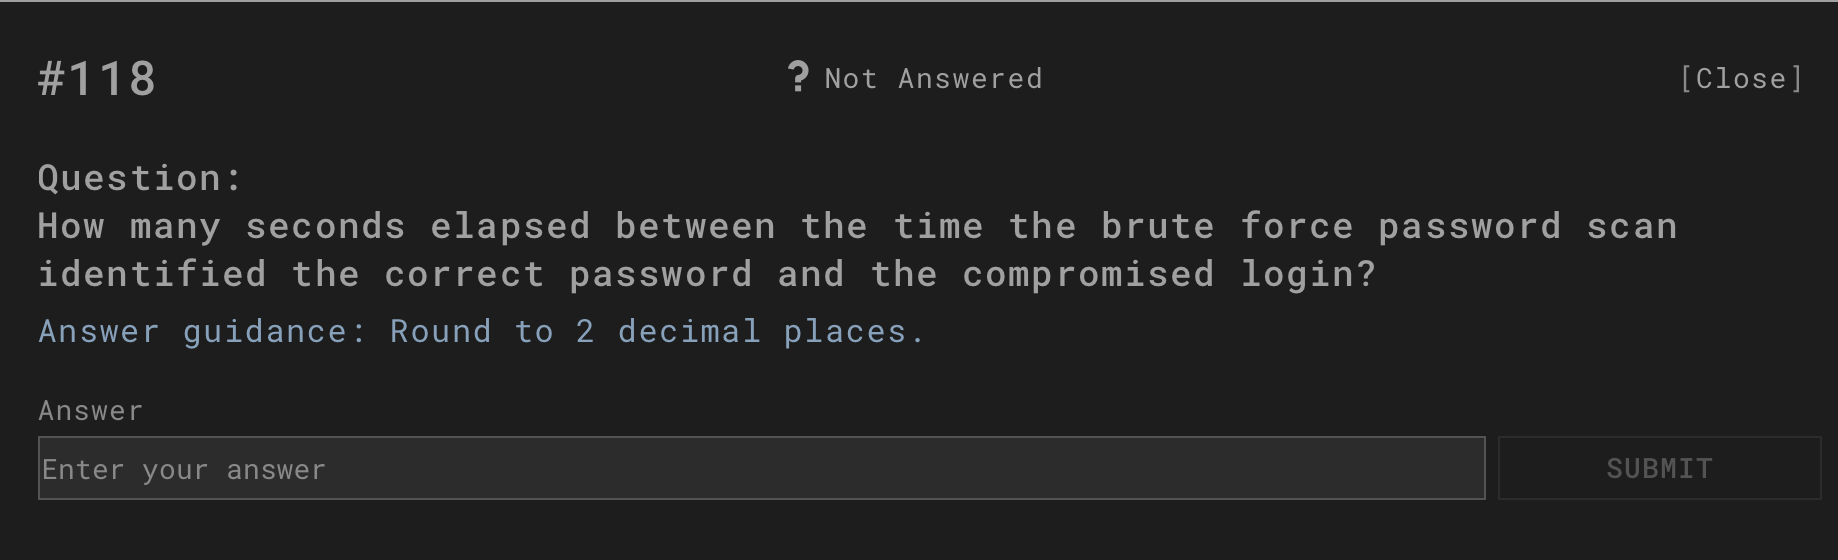 #118
? Not Answered
[Close]
Question:
How many seconds elapsed between the time the brute force password scan
identified the correct password and the compromised login?
Answer guidance: Round to 2 decimal places.
Answer
Enter your answer
SUBMIT